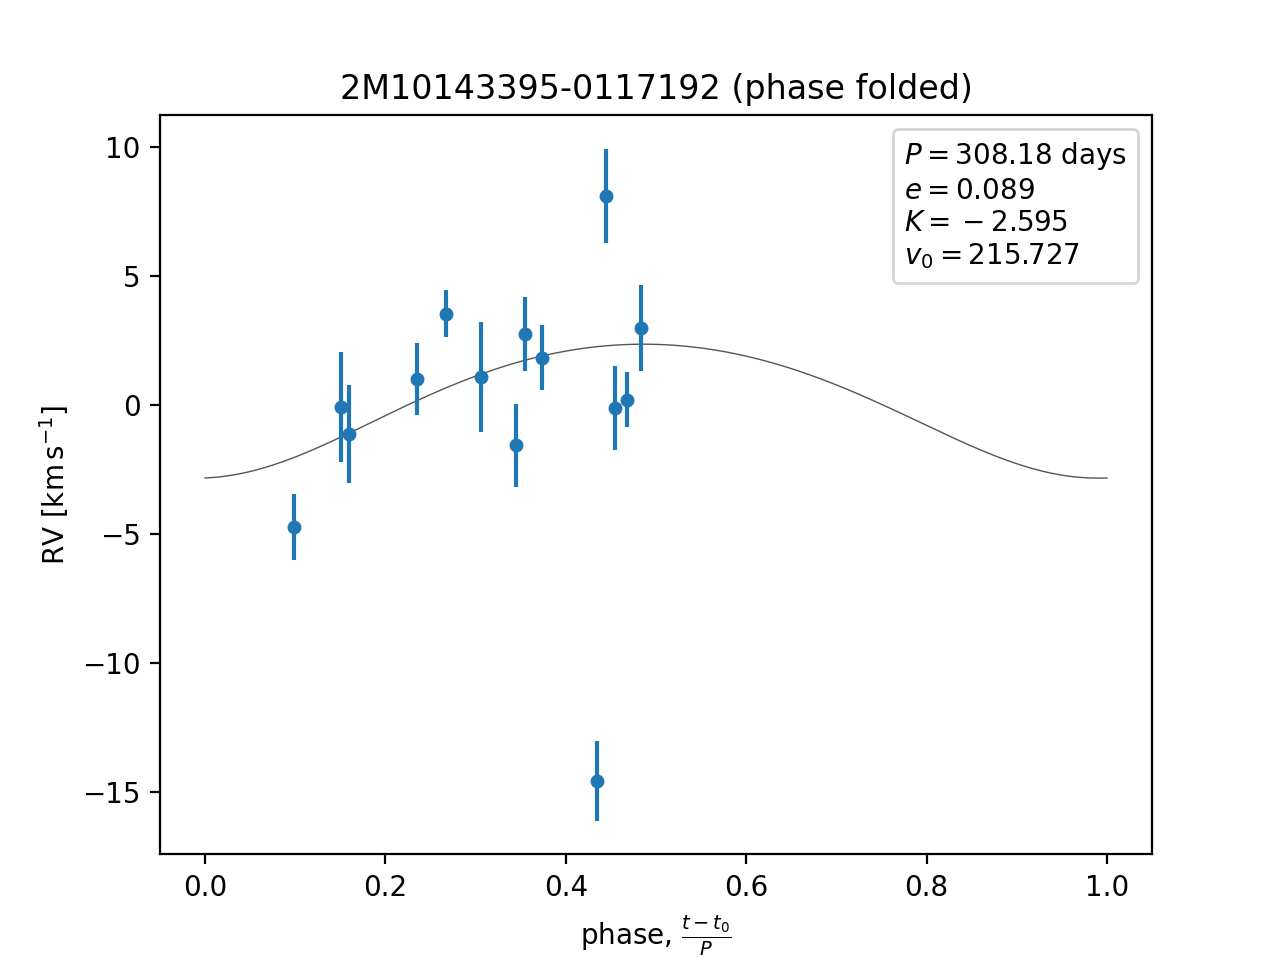 2M10143395-0117192 (phase folded)
P = 308.18 days
e = 0.089
K = −2.595
v₀ = 215.727
RV [km s⁻¹]
10
5
0
−5
−10
−15
0.0 0.2 0.4 0.6 0.8 1.0
phase, (t − t₀)/P